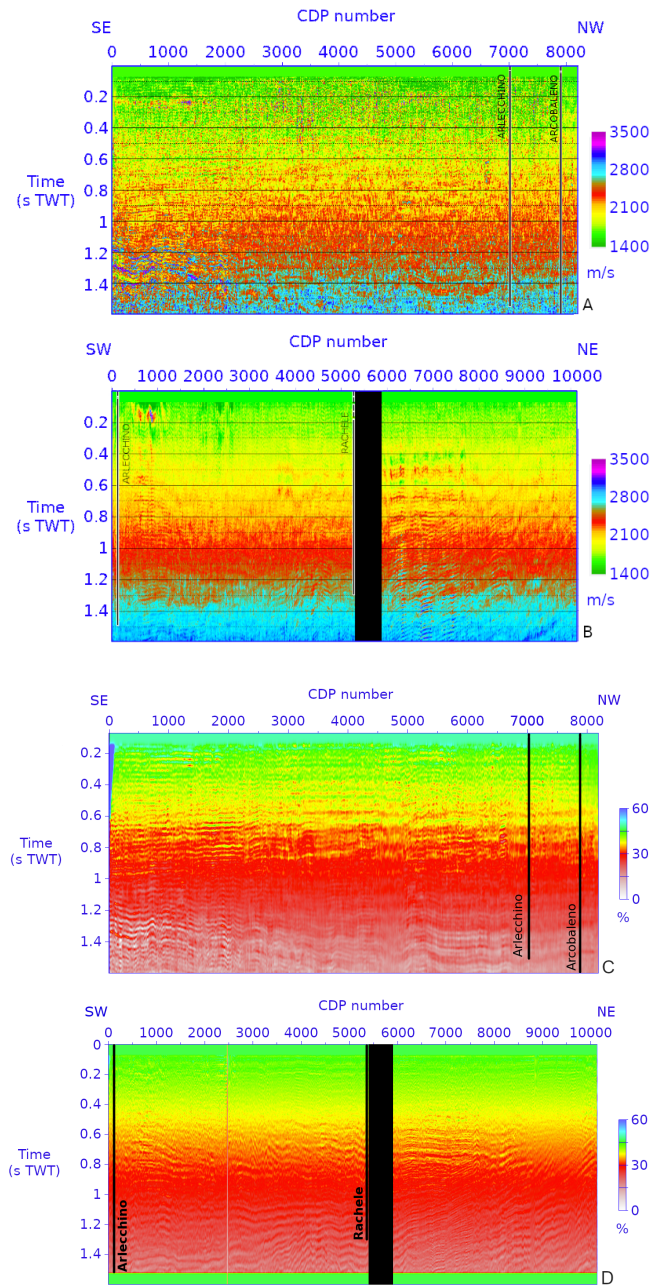 CDP number
SE NW
0 1000 2000 3000 4000 5000 6000 7000 8000
ARLECCHINO
ARCOBALENO
0.2
0.4
0.6
0.8
1
1.2
1.4
Time
(s TWT)
3500
2800
2100
1400
m/s
A
CDP number
SW NE
0 1000 2000 3000 4000 5000 6000 7000 8000 9000 10000
ARLECCHINO
RACHELE
0.2
0.4
0.6
0.8
1
1.2
1.4
Time
(s TWT)
3500
2800
2100
1400
m/s
B
CDP number
SE NW
0 1000 2000 3000 4000 5000 6000 7000 8000
0.2
0.4
0.6
0.8
1
1.2
1.4
Time
(s TWT)
Arlecchino
Arcobaleno
60
30
0
%
C
CDP number
SW NE
0 1000 2000 3000 4000 5000 6000 7000 8000 9000 10000
0
0.2
0.4
0.6
0.8
1
1.2
1.4
Time
(s TWT)
Arlecchino
Rachele
60
30
0
%
D